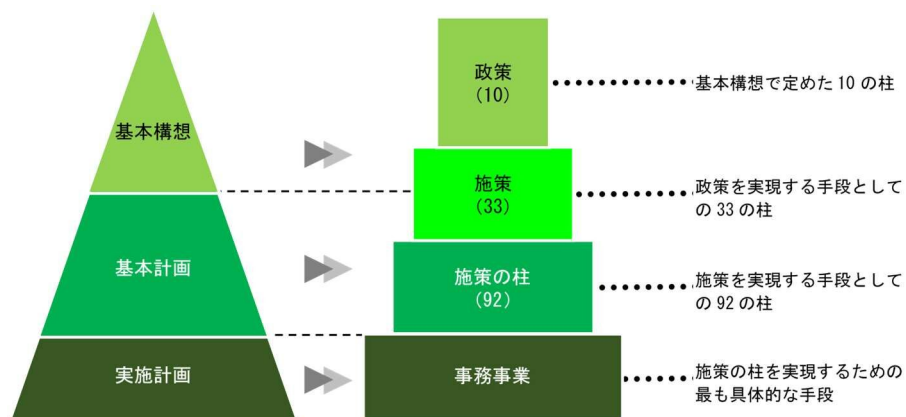 基本構想
基本計画
実施計画
政策
(10)
施策
(33)
施策の柱
(92)
事務事業
基本構想で定めた 10 の柱
政策を実現する手段として
の 33 の柱
施策を実現する手段として
の 92 の柱
施策の柱を実現するための
最も具体的な手段